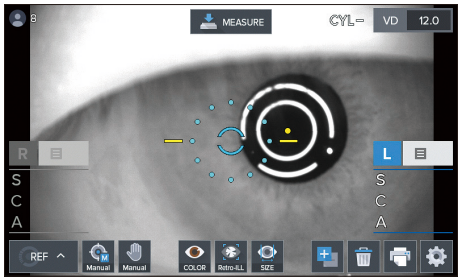 8
MEASURE
CYL−
VD 12.0
R
L
S
C
A
S
C
A
REF
M
Manual
Manual
COLOR
Retro-ILL
SIZE